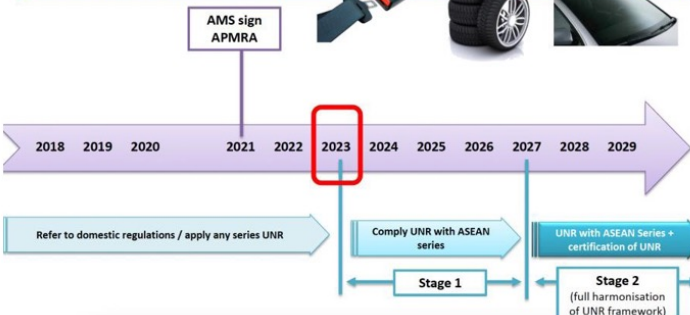 AMS sign
APMRA
2018 2019 2020 2021 2022 2023 2024 2025 2026 2027 2028 2029
Refer to domestic regulations / apply any series UNR
Comply UNR with ASEAN
series
UNR with ASEAN Series +
certification of UNR
Stage 1
Stage 2
(full harmonisation
of UNR framework)